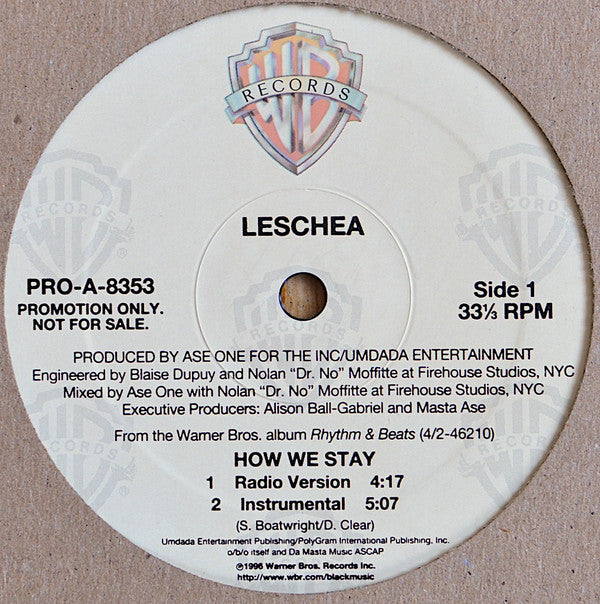 WB
RECORDS
LESCHEA
PRO-A-8353
PROMOTION ONLY.
NOT FOR SALE.
Side 1
33⅓ RPM
PRODUCED BY ASE ONE FOR THE INC/UMDADA ENTERTAINMENT
Engineered by Blaise Dupuy and Nolan "Dr. No" Moffitte at Firehouse Studios, NYC
Mixed by Ase One with Nolan "Dr. No" Moffitte at Firehouse Studios, NYC
Executive Producers: Alison Ball-Gabriel and Masta Ase
From the Warner Bros. album Rhythm & Beats (4/2-46210)
HOW WE STAY
1 Radio Version 4:17
2 Instrumental 5:07
(S. Boatwright/D. Clear)
Umdada Entertainment Publishing/PolyGram International Publishing, Inc.
o/b/o itself and Da Masta Music ASCAP
℗©1996 Warner Bros. Records Inc.
http://www.wbr.com/blackmusic